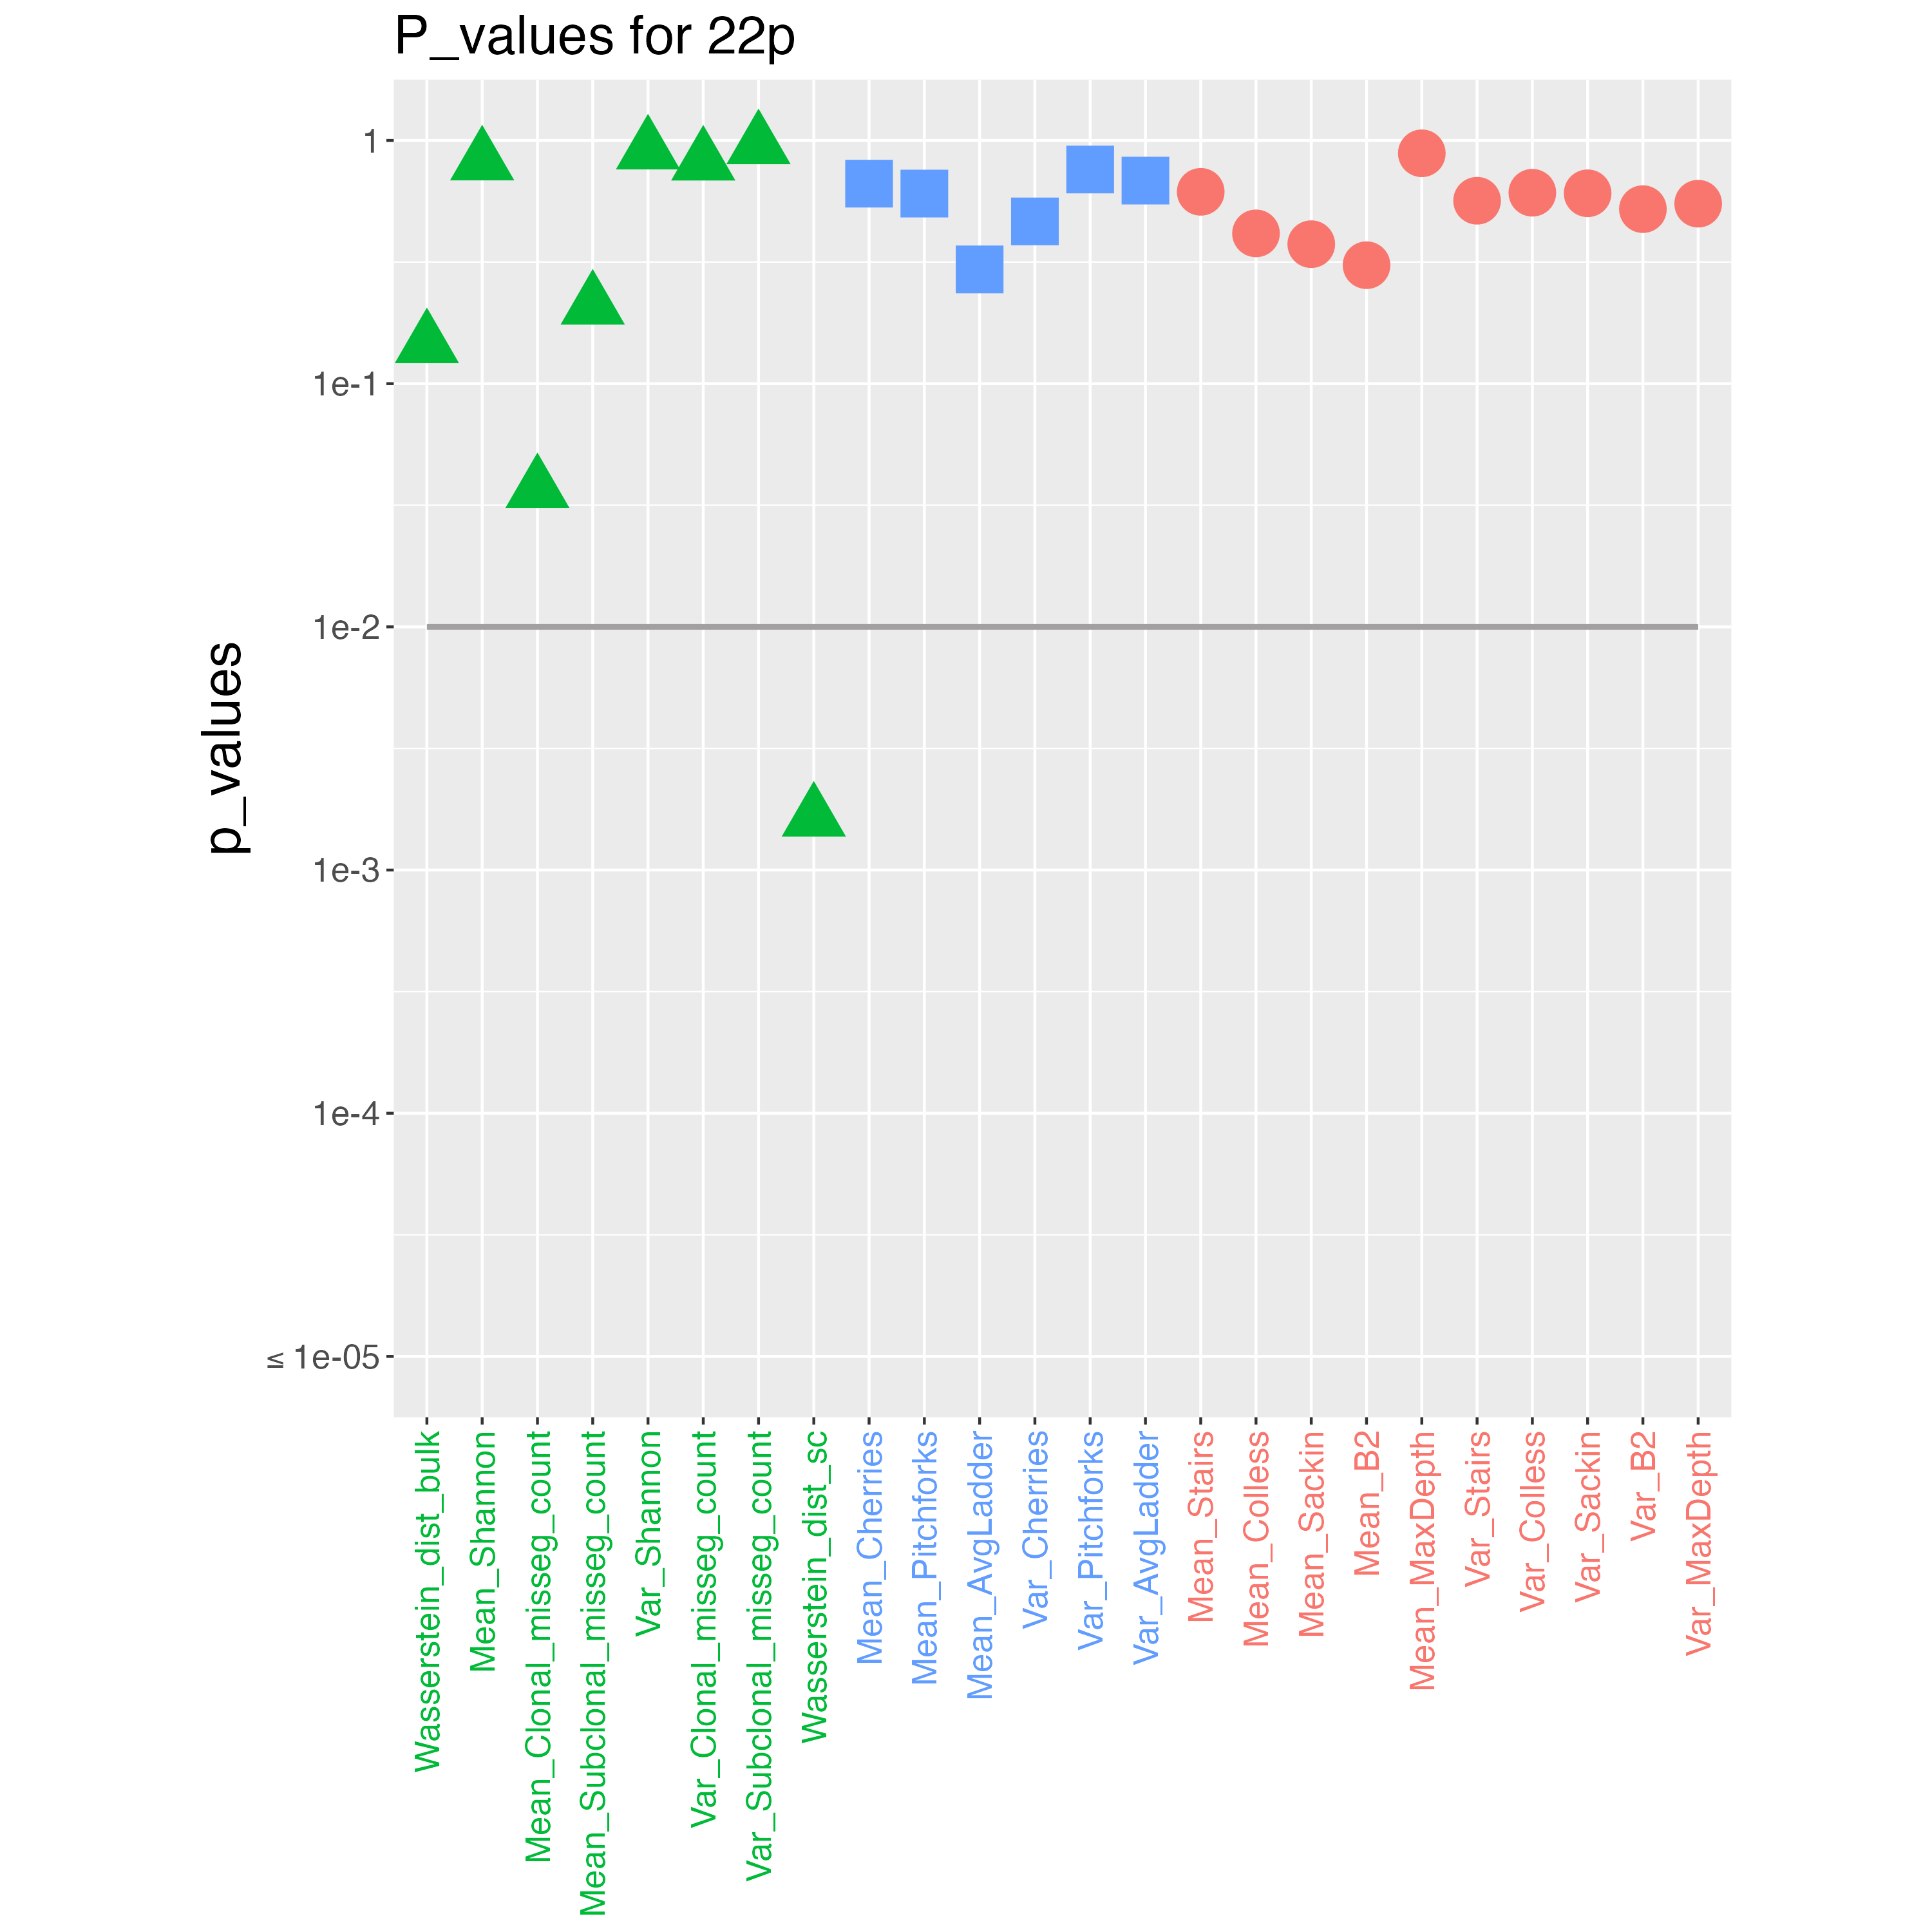 P_values for 22p
p_values
1
1e-1
1e-2
1e-3
1e-4
≤ 1e-05
Wasserstein_dist_bulk
Mean_Shannon
Mean_Clonal_misseg_count
Mean_Subclonal_misseg_count
Var_Shannon
Var_Clonal_misseg_count
Var_Subclonal_misseg_count
Wasserstein_dist_sc
Mean_Cherries
Mean_Pitchforks
Mean_AvgLadder
Var_Cherries
Var_Pitchforks
Var_AvgLadder
Mean_Stairs
Mean_Colless
Mean_Sackin
Mean_B2
Mean_MaxDepth
Var_Stairs
Var_Colless
Var_Sackin
Var_B2
Var_MaxDepth